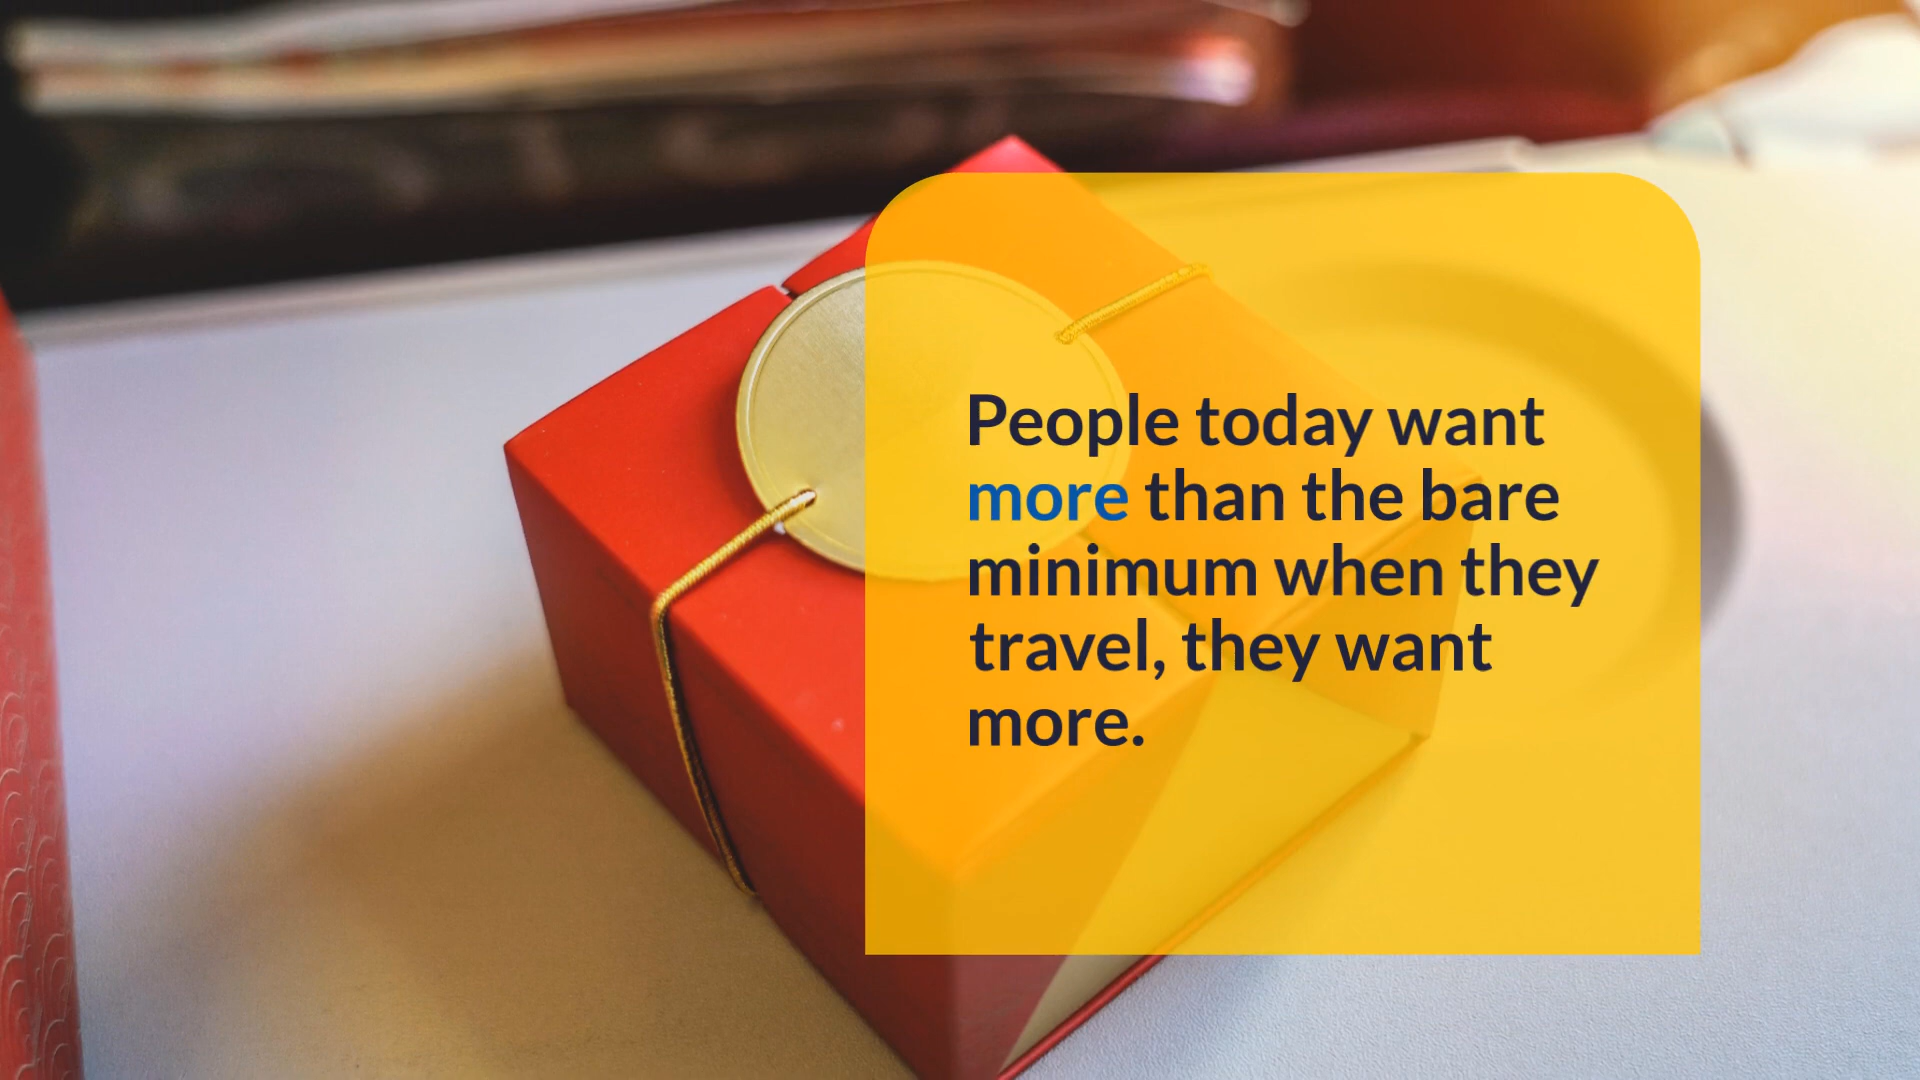 People today want
more than the bare
minimum when they
travel, they want
more.